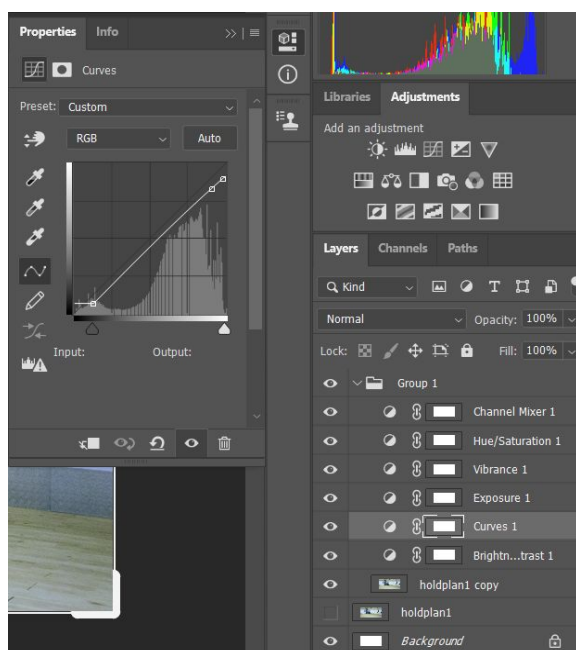 Properties Info
Curves
Preset: Custom
RGB Auto
Input: Output:
Libraries Adjustments
Add an adjustment
Layers Channels Paths
Kind T
Normal Opacity: 100%
Lock: Fill: 100%
Group 1
Channel Mixer 1
Hue/Saturation 1
Vibrance 1
Exposure 1
Curves 1
Brightn...trast 1
holdplan1 copy
holdplan1
Background